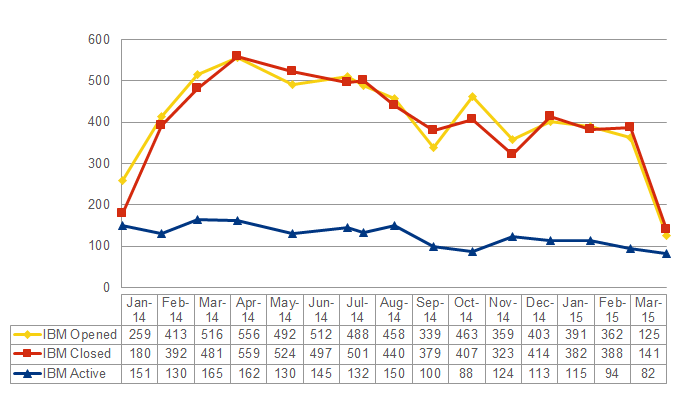 600
500
400
300
200
100
0
Jan- Feb- Mar- Apr- May- Jun- Jul- Aug- Sep- Oct- Nov- Dec- Jan- Feb- Mar-
14 14 14 14 14 14 14 14 14 14 14 14 15 15 15
IBM Opened 259 413 516 556 492 512 488 458 339 463 359 403 391 362 125
IBM Closed 180 392 481 559 524 497 501 440 379 407 323 414 382 388 141
IBM Active 151 130 165 162 130 145 132 150 100 88 124 113 115 94 82